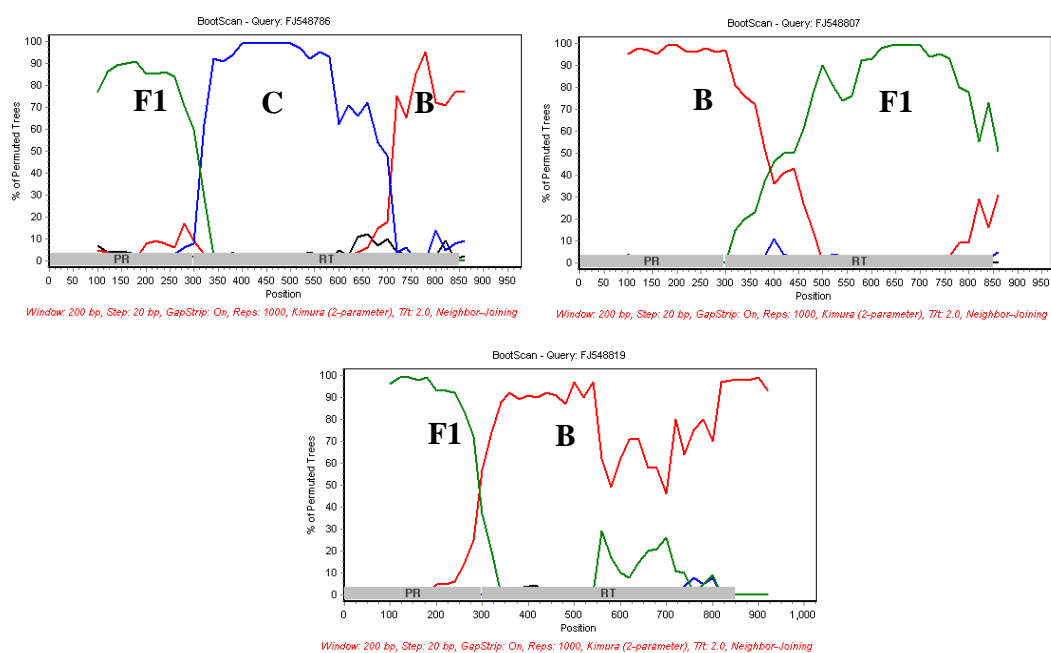 BootScan - Query: FJ548786
% of Permuted Trees
100
90
80
70
60
50
40
30
20
10
0
F1 C B
PR RT
0 50 100 150 200 250 300 350 400 450 500 550 600 650 700 750 800 850 900 950
Position
Window: 200 bp, Step: 20 bp, GapStrip: On, Reps: 1000, Kimura (2-parameter), T/t: 2.0, Neighbor-Joining
BootScan - Query: FJ548807
% of Permuted Trees
100
90
80
70
60
50
40
30
20
10
0
B F1
PR RT
0 50 100 150 200 250 300 350 400 450 500 550 600 650 700 750 800 850 900 950
Position
Window: 200 bp, Step: 20 bp, GapStrip: On, Reps: 1000, Kimura (2-parameter), T/t: 2.0, Neighbor-Joining
BootScan - Query: FJ548819
% of Permuted Trees
100
90
80
70
60
50
40
30
20
10
0
F1 B
PR RT
0 100 200 300 400 500 600 700 800 900 1,000
Position
Window: 200 bp, Step: 20 bp, GapStrip: On, Reps: 1000, Kimura (2-parameter), T/t: 2.0, Neighbor-Joining